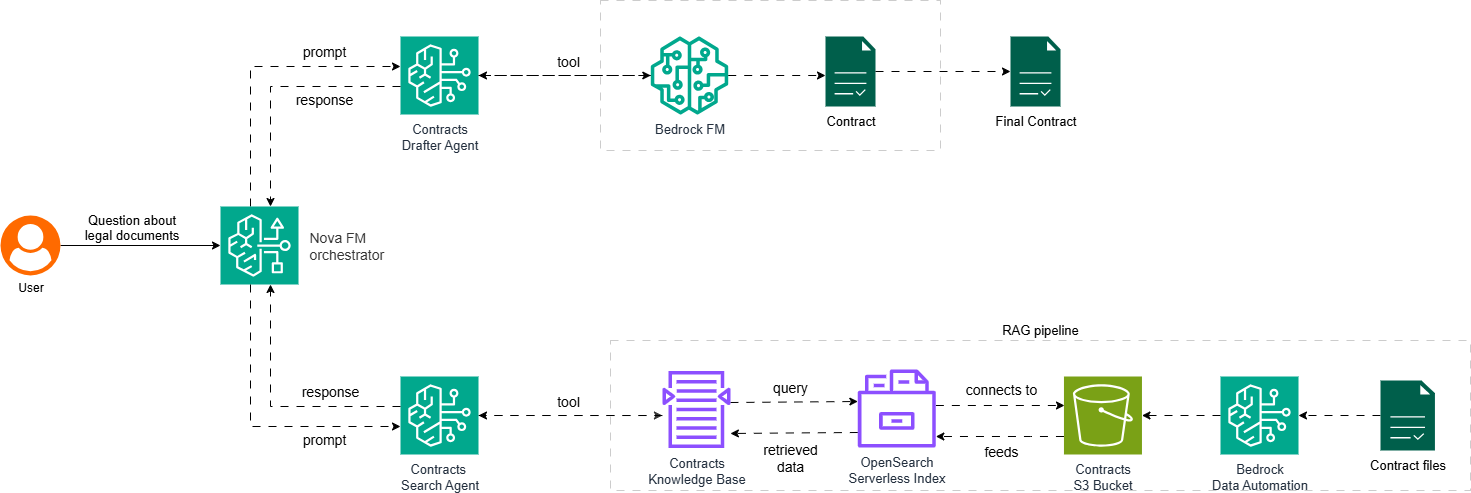 prompt
response
tool
Contracts
Drafter Agent
Bedrock FM
Contract
Final Contract
Question about
legal documents
User
Nova FM
orchestrator
RAG pipeline
response
prompt
tool
query
retrieved
data
connects to
feeds
Contracts
Search Agent
Contracts
Knowledge Base
OpenSearch
Serverless Index
Contracts
S3 Bucket
Bedrock
Data Automation
Contract files